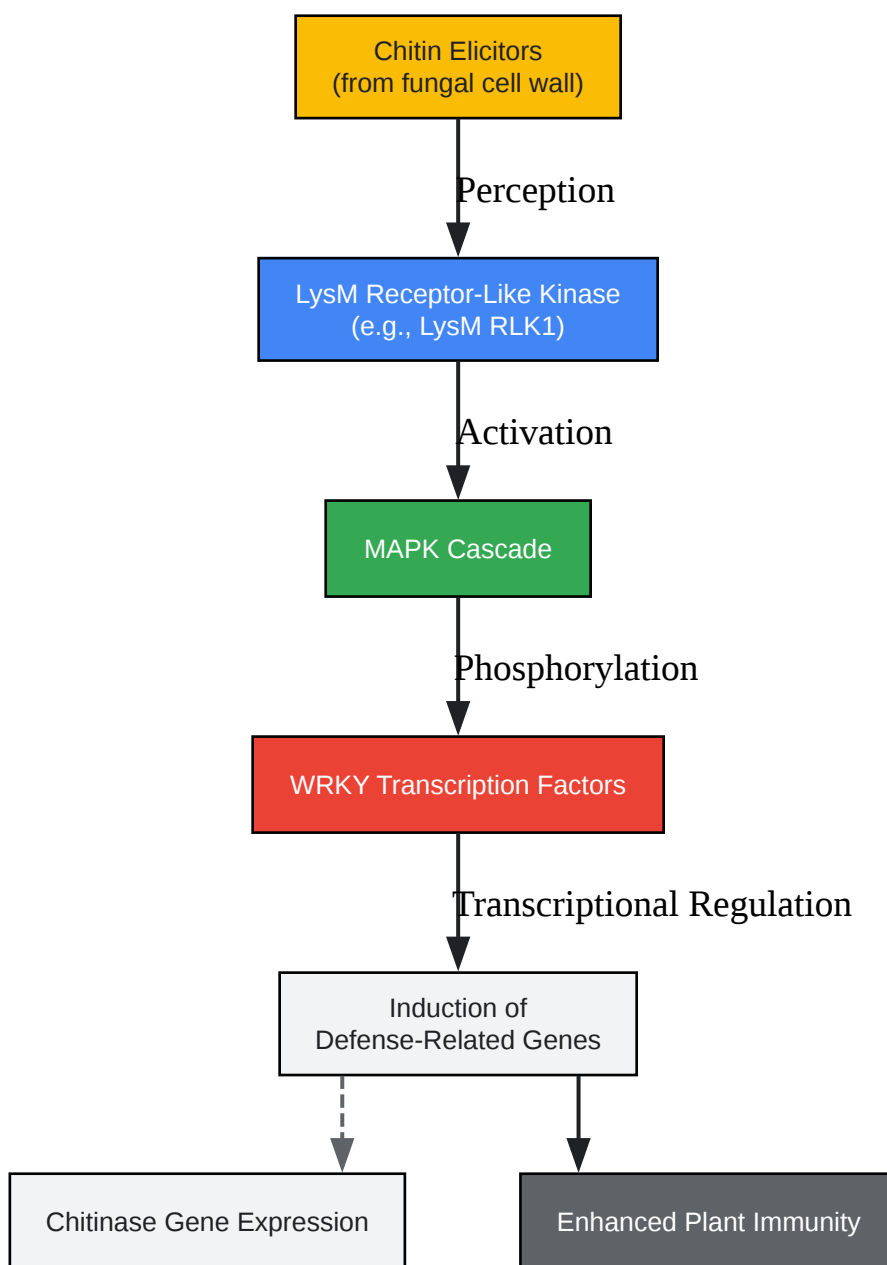 Chitin Elicitors
(from fungal cell wall)
Perception
LysM Receptor-Like Kinase
(e.g., LysM RLK1)
Activation
MAPK Cascade
Phosphorylation
WRKY Transcription Factors
Transcriptional Regulation
Induction of
Defense-Related Genes
Chitinase Gene Expression
Enhanced Plant Immunity